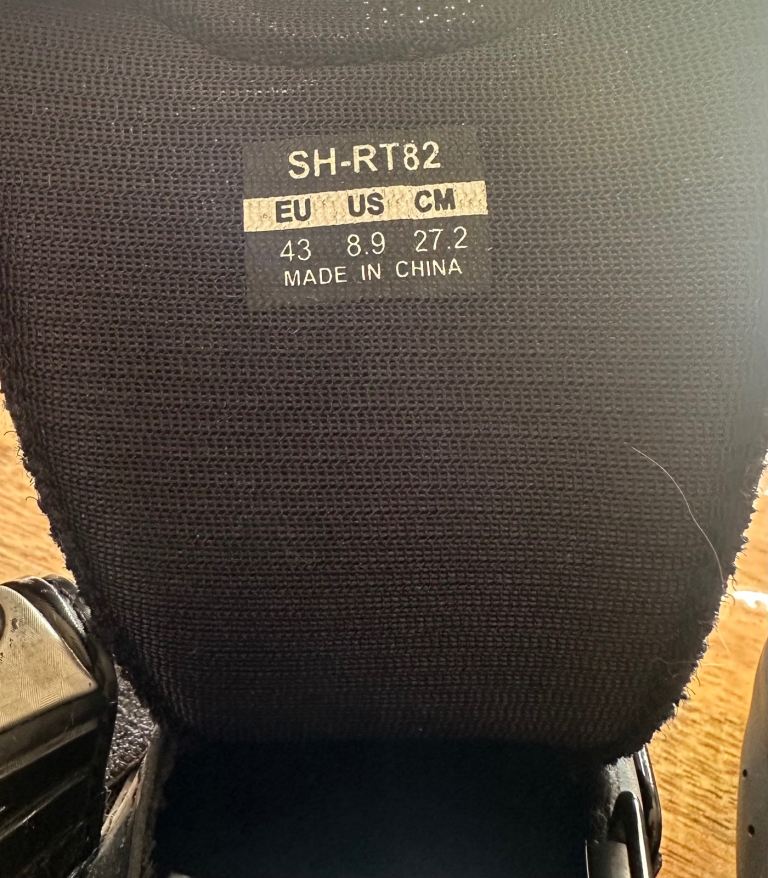 SH-RT82
EU US CM
43 8.9 27.2
MADE IN CHINA